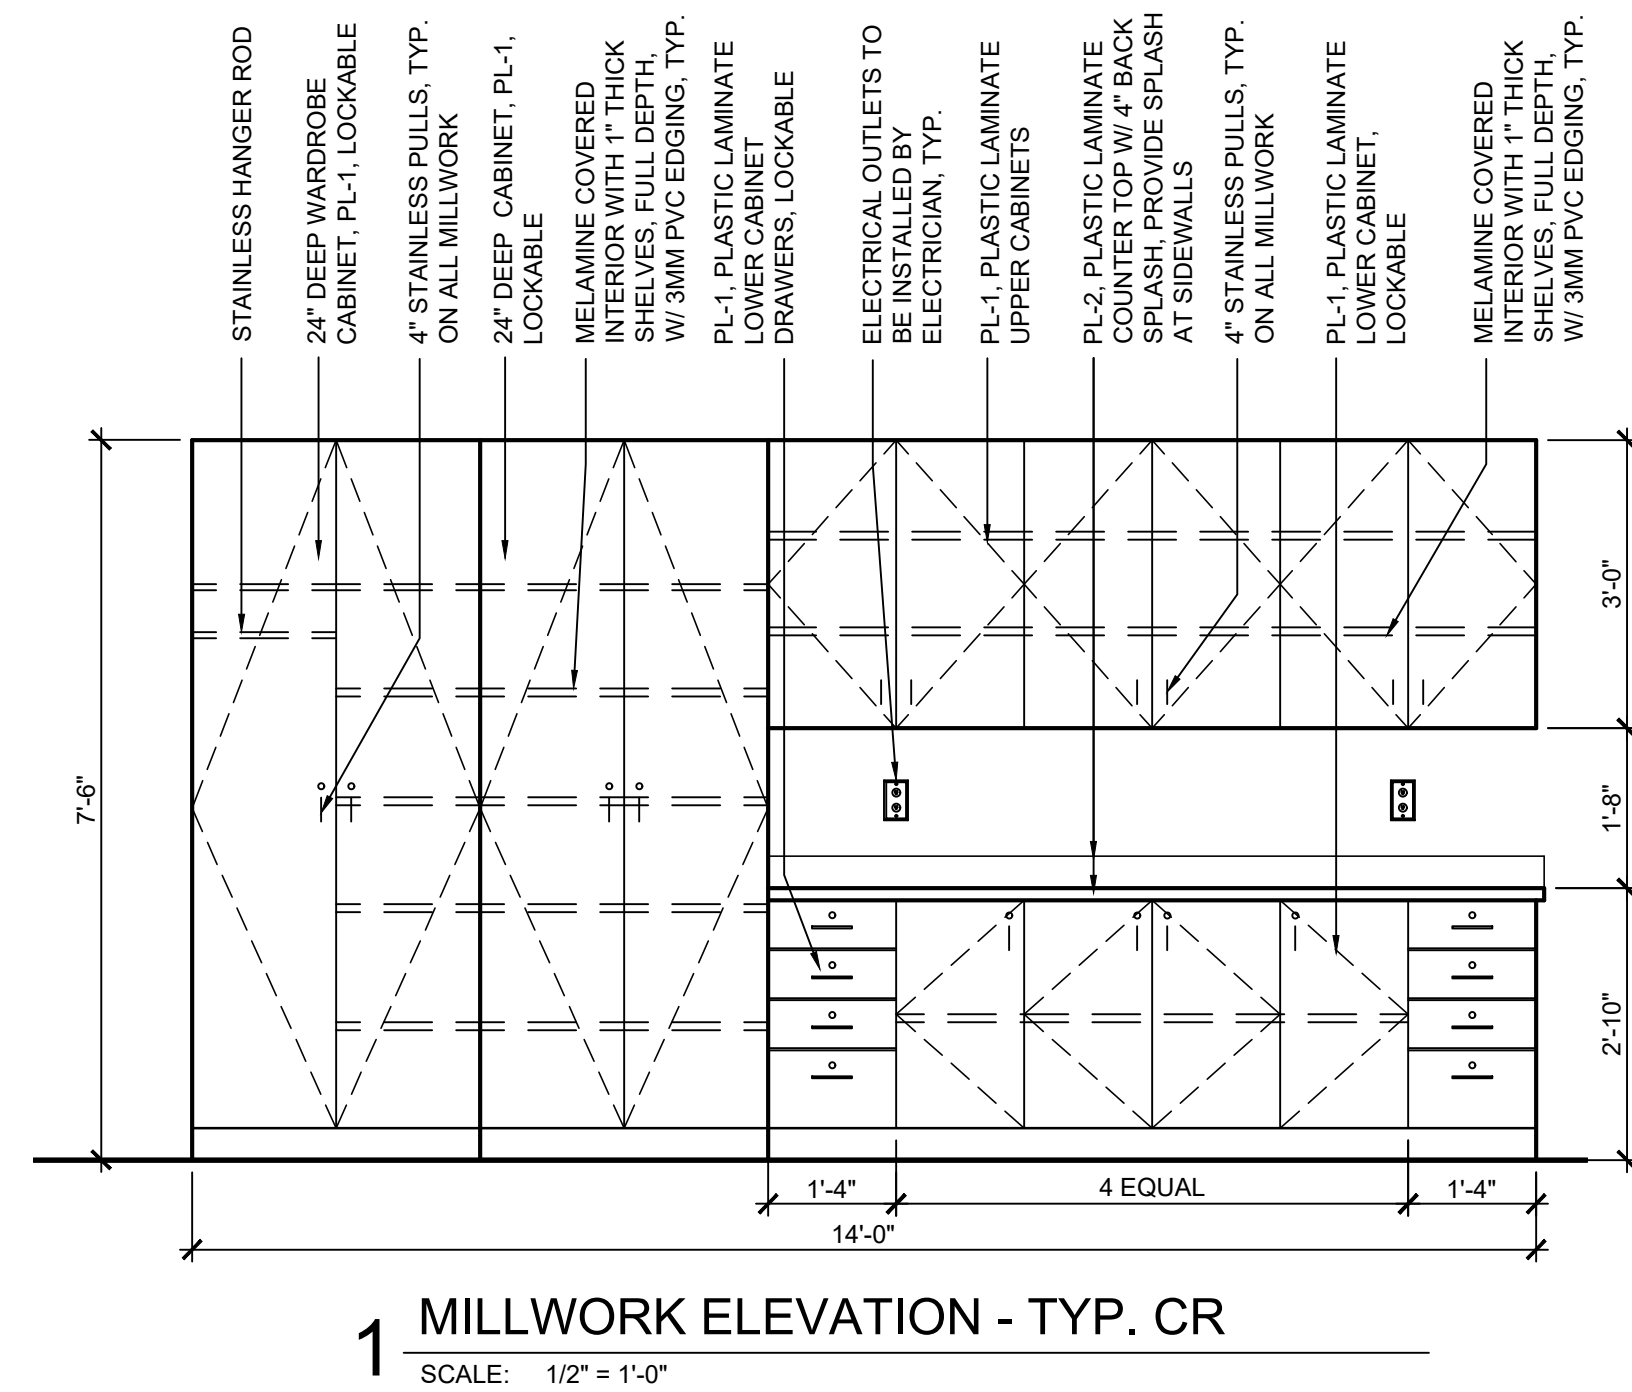 STAINLESS HANGER ROD
24" DEEP WARDROBE
CABINET, PL-1, LOCKABLE
4" STAINLESS PULLS, TYP.
ON ALL MILLWORK
24" DEEP  CABINET, PL-1,
LOCKABLE
MELAMINE COVERED
INTERIOR WITH 1" THICK
SHELVES, FULL DEPTH,
W/ 3MM PVC EDGING, TYP.
PL-1, PLASTIC LAMINATE
LOWER CABINET
DRAWERS, LOCKABLE
ELECTRICAL OUTLETS TO
BE INSTALLED BY
ELECTRICIAN, TYP.
PL-1, PLASTIC LAMINATE
UPPER CABINETS
PL-2, PLASTIC LAMINATE
COUNTER TOP W/ 4" BACK
SPLASH, PROVIDE SPLASH
AT SIDEWALLS
4" STAINLESS PULLS, TYP.
ON ALL MILLWORK
PL-1, PLASTIC LAMINATE
LOWER CABINET,
LOCKABLE
MELAMINE COVERED
INTERIOR WITH 1" THICK
SHELVES, FULL DEPTH,
W/ 3MM PVC EDGING, TYP.
7'-6"
3'-0"
1'-8"
2'-10"
1'-4"
4 EQUAL
1'-4"
14'-0"
1 MILLWORK ELEVATION - TYP. CR
SCALE: 1/2" = 1'-0"